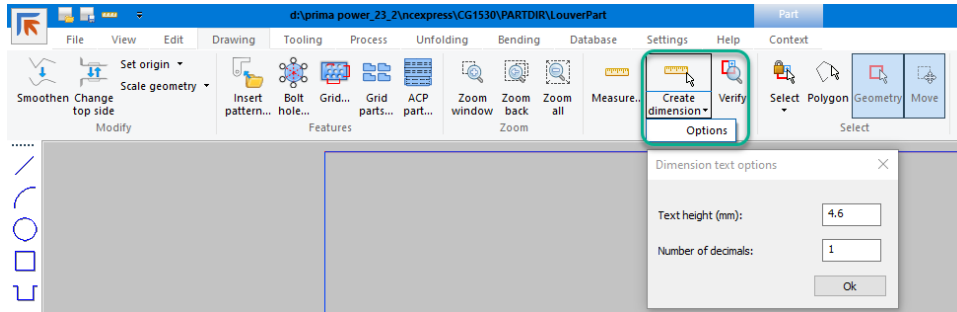 d:\prima power_23_2\ncexpress\CG1530\PARTDIR\LouverPart
Part
File View Edit Drawing Tooling Process Unfolding Bending Database Settings Help Context
Smoothen
Change top side
Set origin
Scale geometry
Modify
Insert pattern...
Bolt hole...
Grid...
Grid parts...
ACP part...
Features
Zoom window
Zoom back
Zoom all
Zoom
Measure..
Create dimension
Verify
Options
Select
Polygon
Geometry
Move
Select
Dimension text options
Text height (mm): 4.6
Number of decimals: 1
Ok